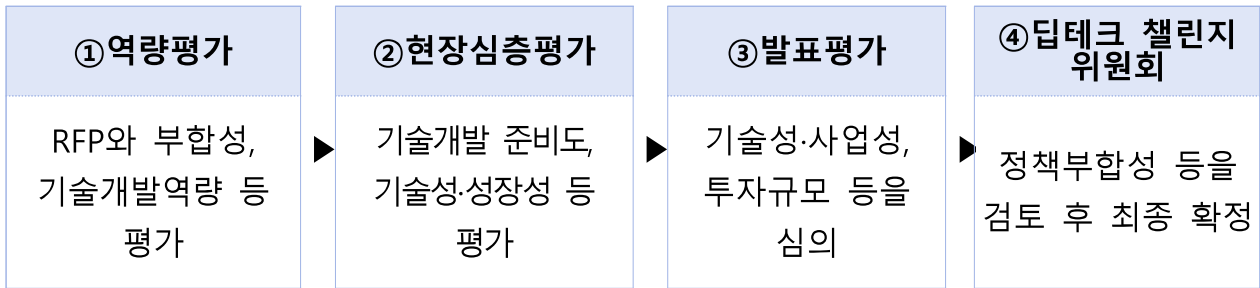 ①역량평가
RFP와 부합성,
기술개발역량 등
평가
②현장심층평가
기술개발 준비도,
기술성·성장성 등
평가
③발표평가
기술성·사업성,
투자규모 등을
심의
④딥테크 챌린지
위원회
정책부합성 등을
검토 후 최종 확정